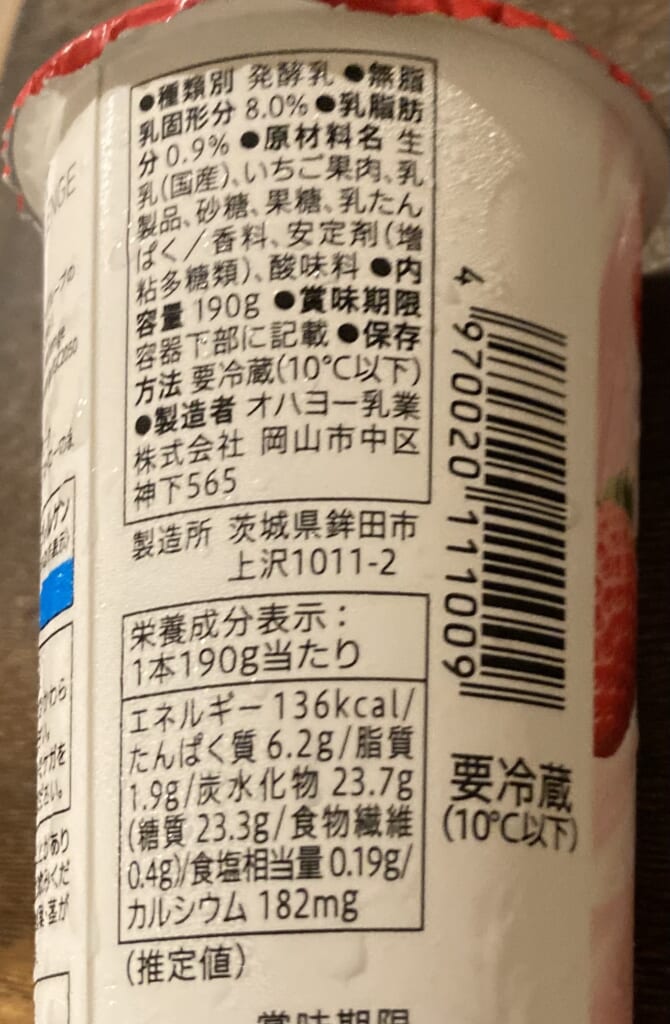 ●種類別 発酵乳 ●無脂
乳固形分 8.0% ●乳脂肪
分 0.9% ●原材料名 生
乳(国産)、いちご果肉、乳
製品、砂糖、果糖、乳たん
ぱく／香料、安定剤(増
粘多糖類)、酸味料 ●内
容量 190g ●賞味期限
容器下部に記載 ●保存
方法 要冷蔵(10℃以下)
●製造者 オハヨー乳業
株式会社 岡山市中区
神下565
製造所 茨城県鉾田市
上沢1011-2
栄養成分表示：
1本190g当たり
エネルギー 136kcal/
たんぱく質 6.2g/脂質
1.9g/炭水化物 23.7g
(糖質 23.3g/食物繊維
0.4g)/食塩相当量 0.19g/
カルシウム 182mg
(推定値)
賞味期限
4 970020 111009
要冷蔵
(10℃以下)